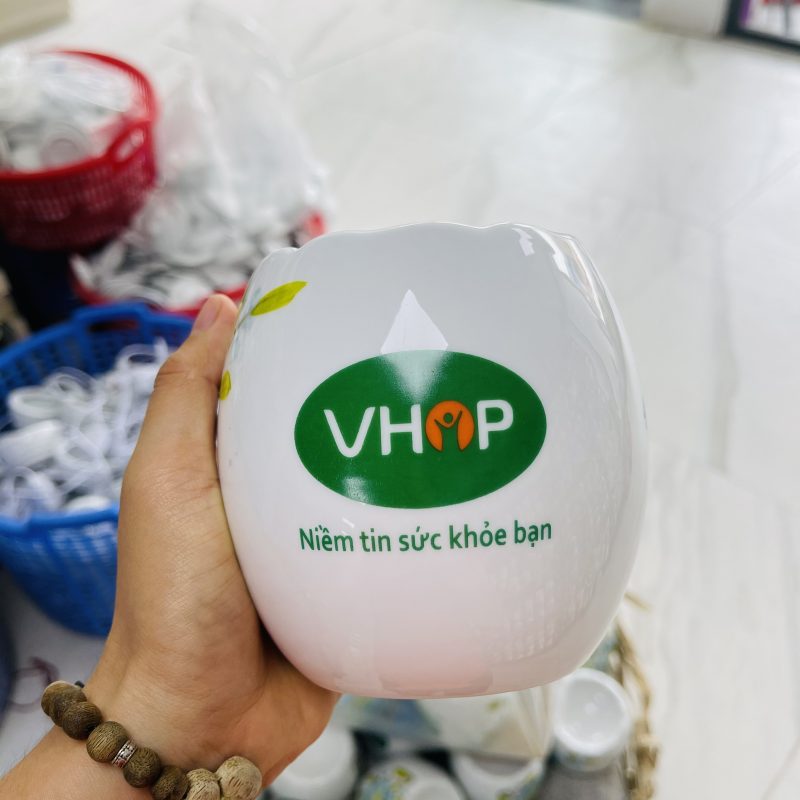 VHOP
Niềm tin sức khỏe bạn